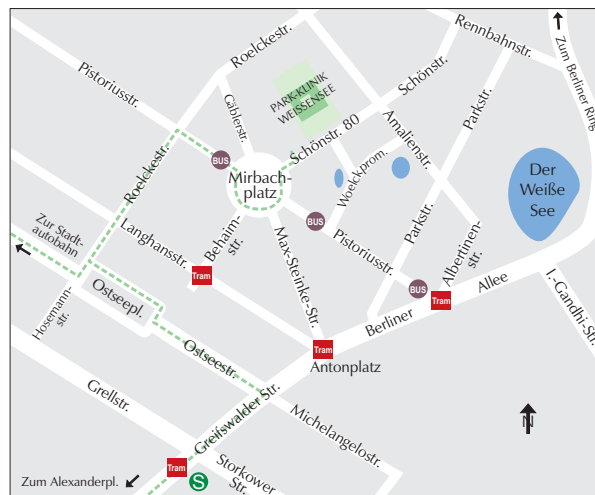 Pistoriusstr.
Roelckestr.
Rennbahnstr.
Zum Berliner Ring
PARK-KLINIK
WEISSENSEE
Schönstr.
Gäblerstr.
Schönstr. 80
Amalienstr.
Parkstr.
Roelckestr.
BUS
Mirbach-
platz
Woelckprom.
Der
Weiße
See
Zur Stadt-
autobahn
Langhansstr.
Behaim-
str.
Max-Steinke-Str.
BUS
Pistoriusstr.
Parkstr.
Albertinen-
str.
Tram
BUS
Tram
Allee
Berliner
I.-Gandhi-Str.
Hosemann-
str.
Ostseepl.
Tram
Antonplatz
Ostseestr.
Grellstr.
Greifswalder Str.
Michelangelostr.
N
Tram
S
Storkower
Str.
Zum Alexanderpl.